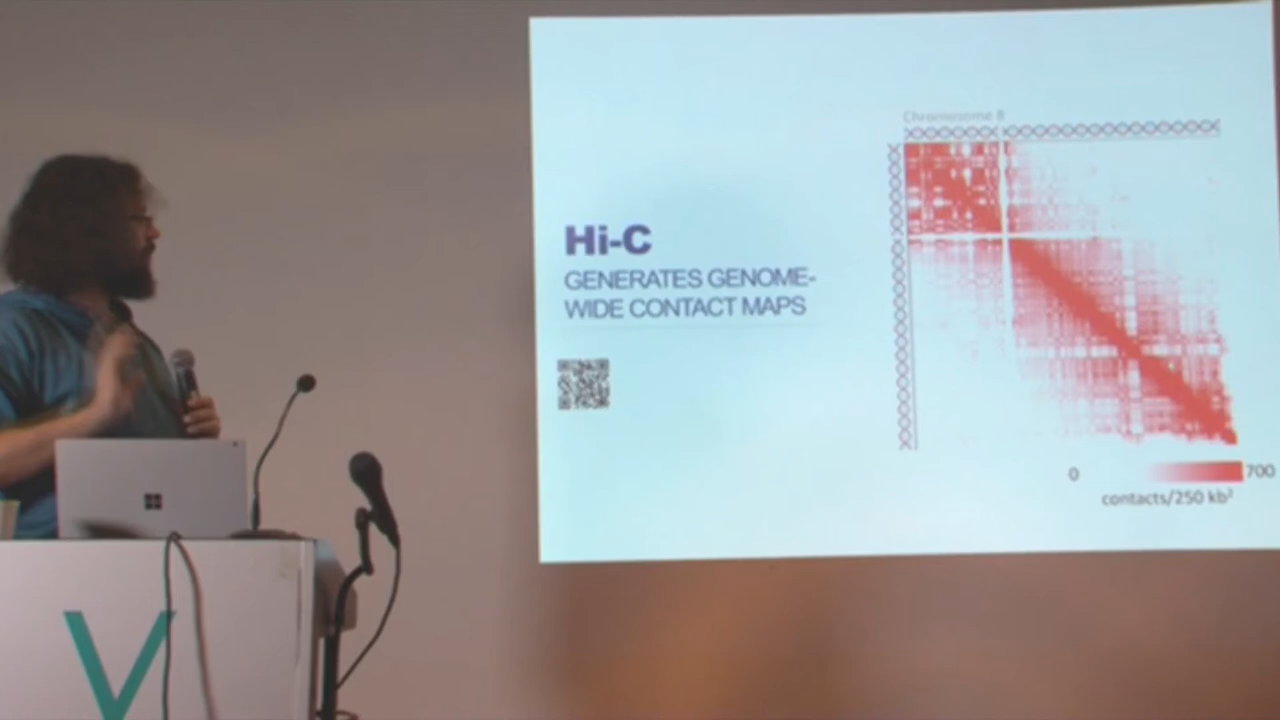 Chromosome 8
Hi-C
GENERATES GENOME-
WIDE CONTACT MAPS
0
700
contacts/250 kb²
V